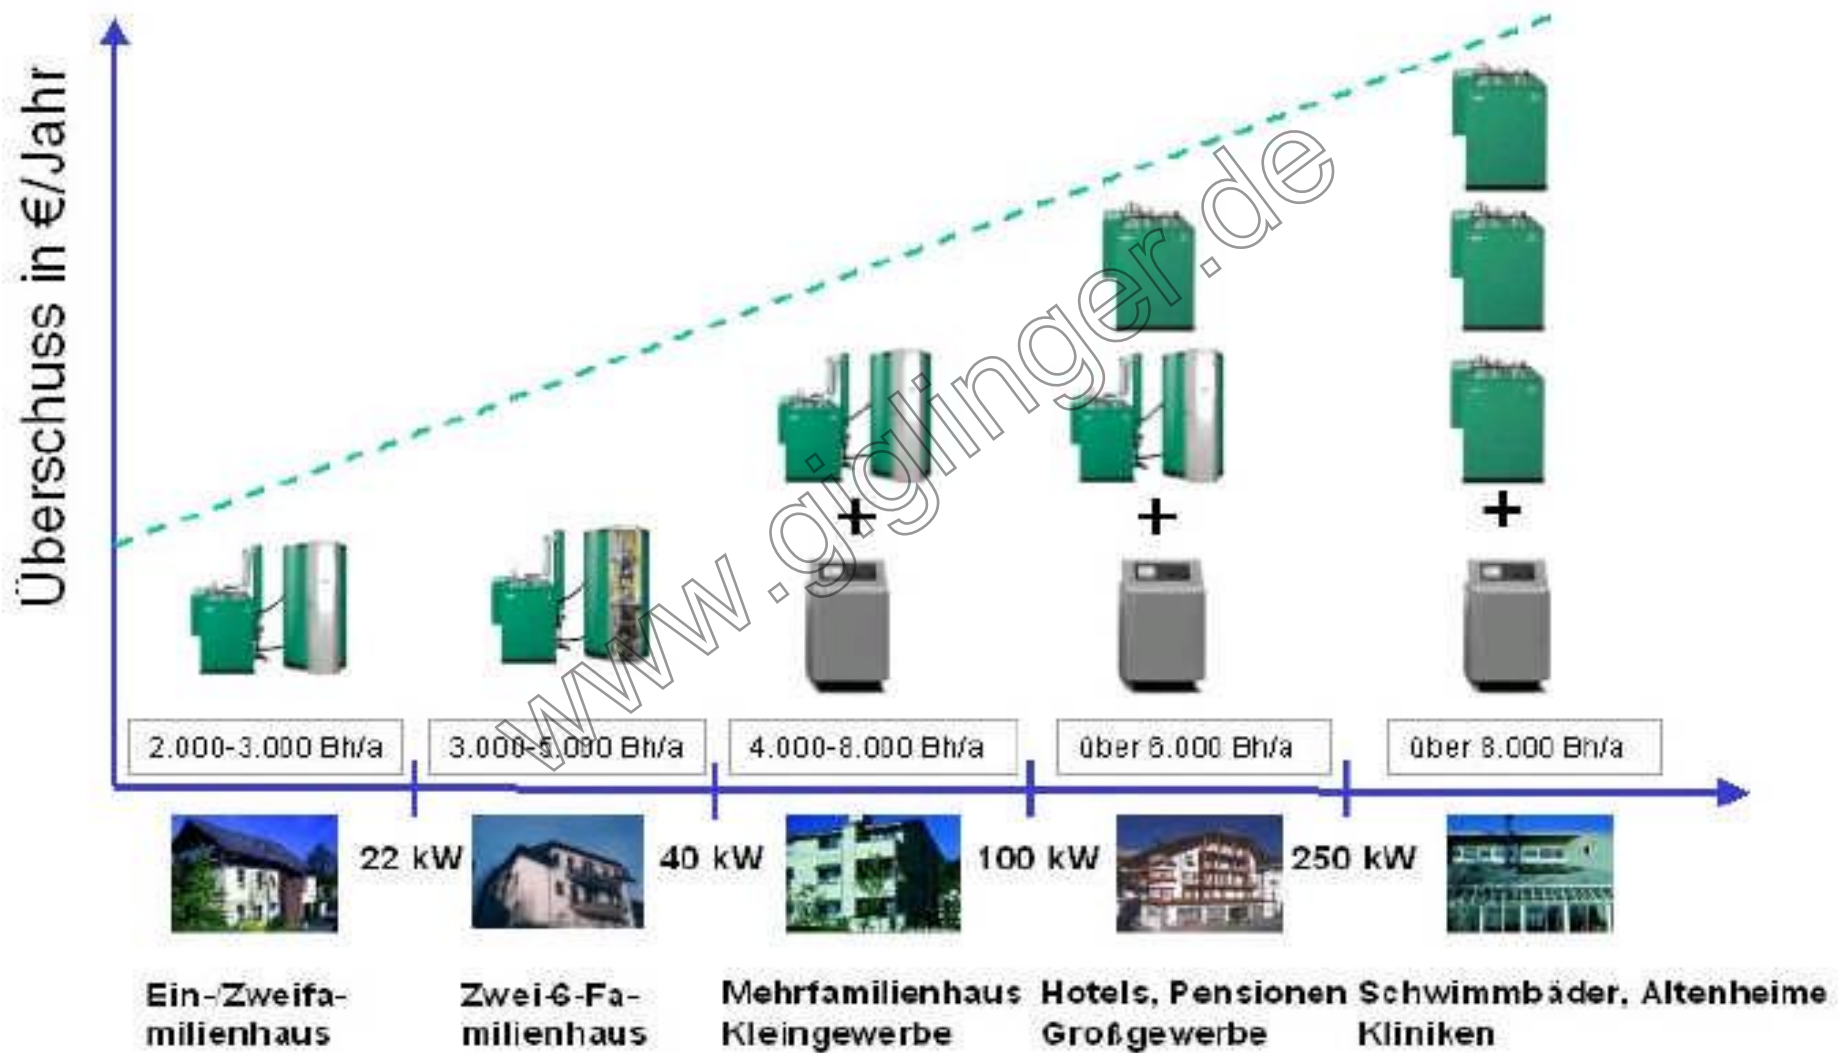 Überschuss in €/Jahr
www.giglinger.de
+
+
+
2.000-3.000 Bh/a
3.000-5.000 Bh/a
4.000-8.000 Bh/a
über 6.000 Bh/a
über 8.000 Bh/a
22 kW
40 kW
100 kW
250 kW
Ein-/Zweifa-
milienhaus
Zwei-6-Fa-
milienhaus
Mehrfamilienhaus
Kleingewerbe
Hotels, Pensionen
Großgewerbe
Schwimmbäder, Altenheime
Kliniken